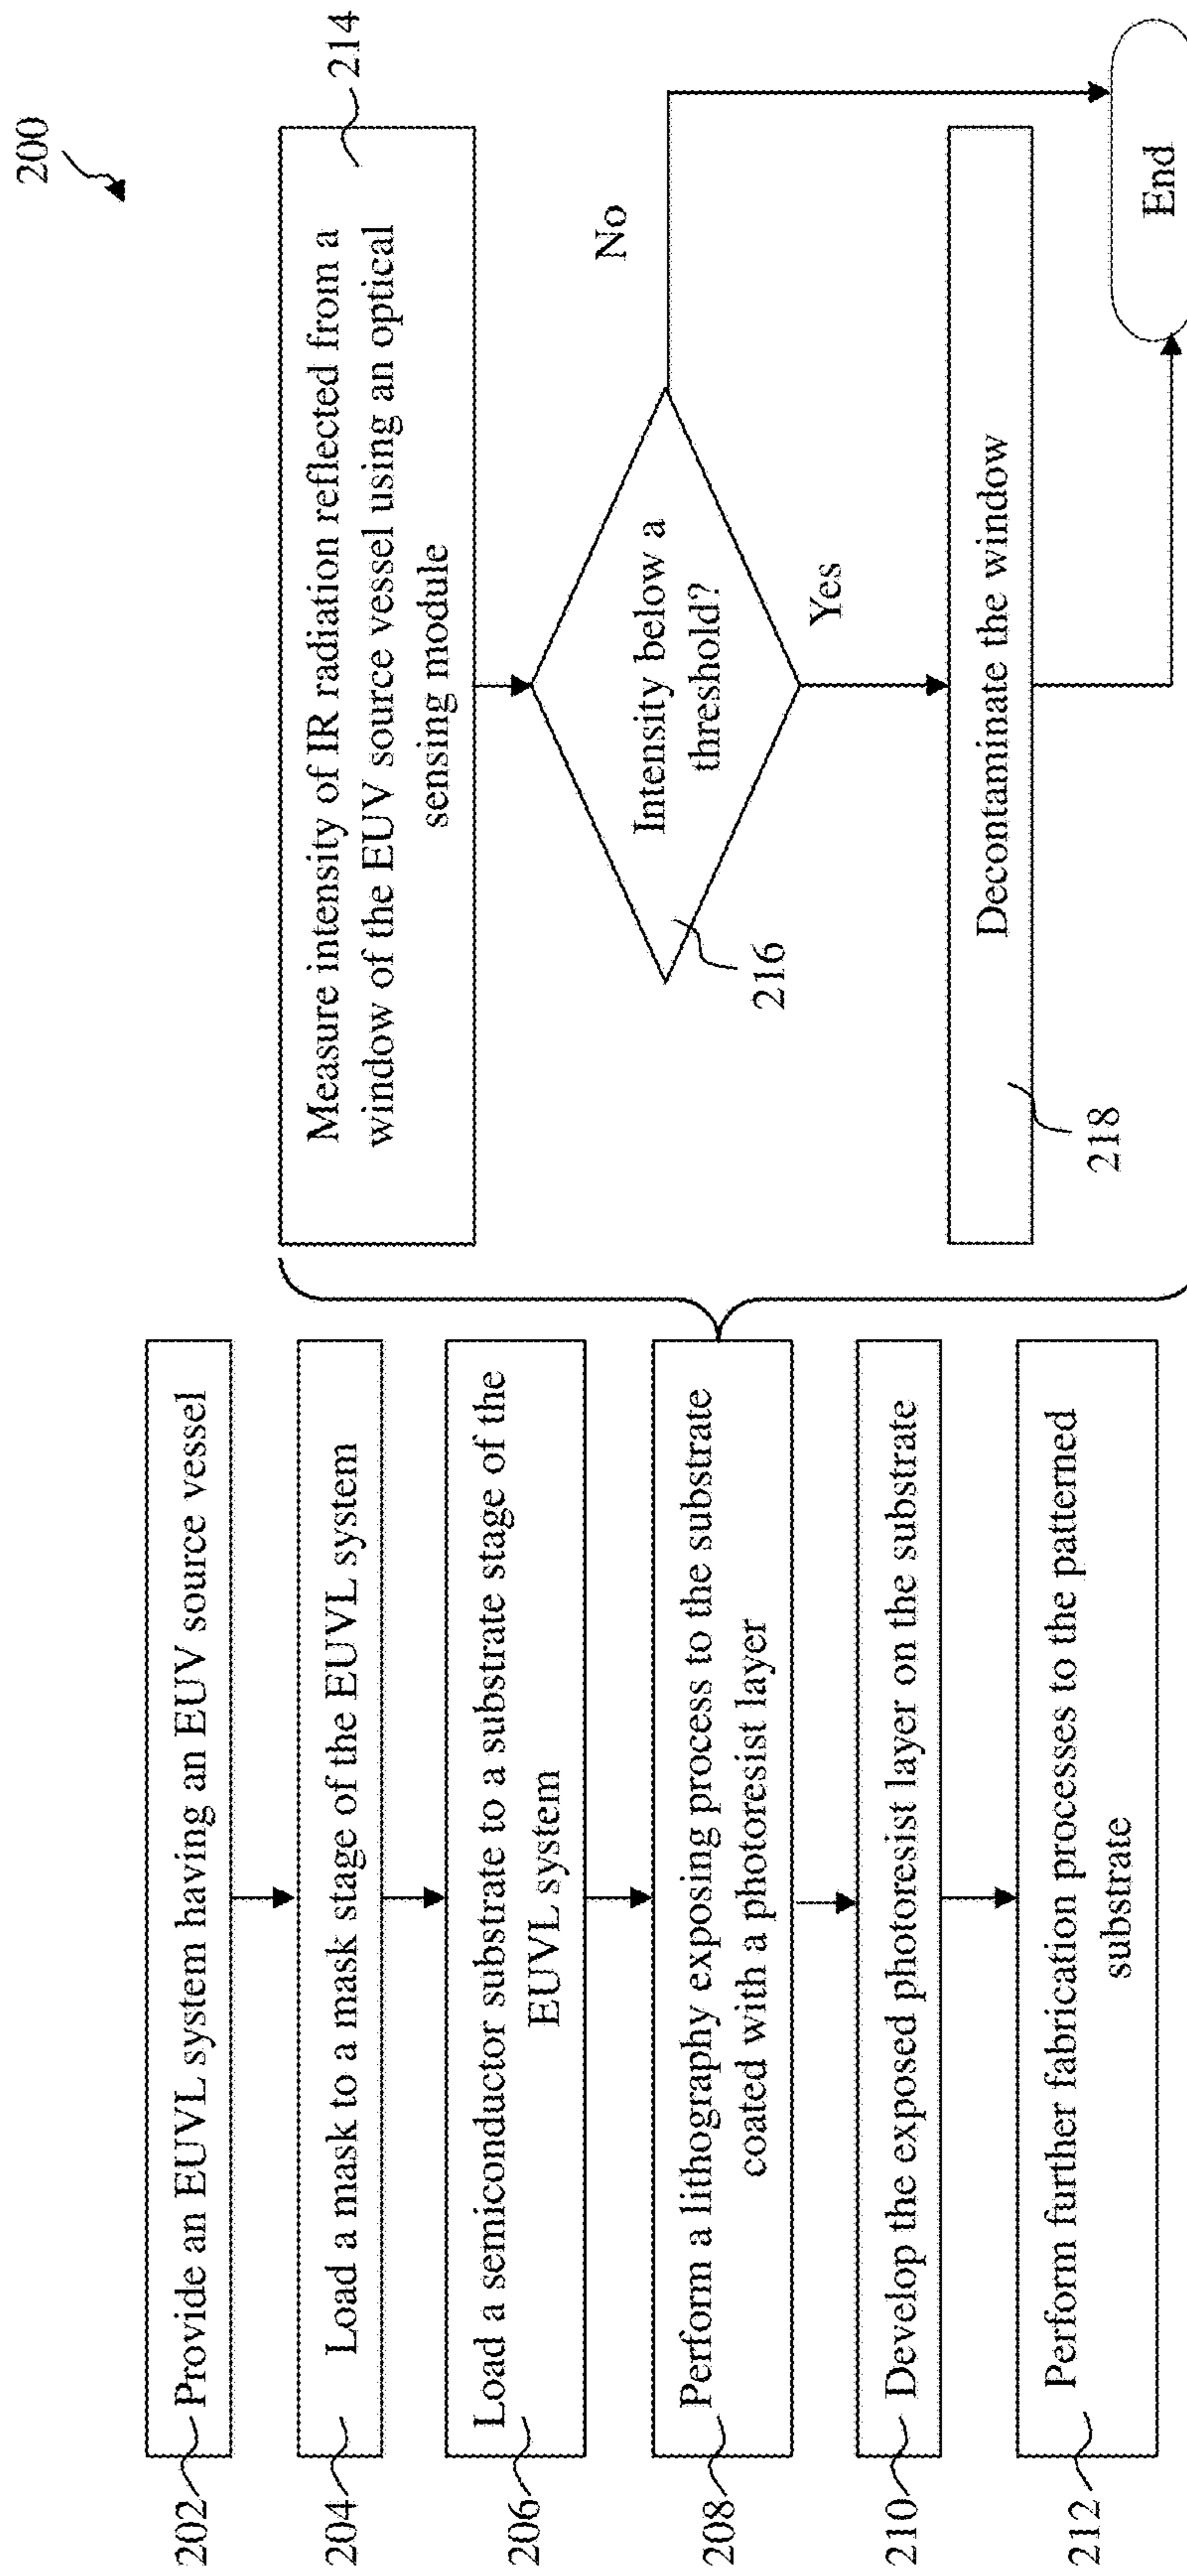 200
202
Provide an EUVL system having an EUV source vessel
204
Load a mask to a mask stage of the EUVL system
206
Load a semiconductor substrate to a substrate stage of the
EUVL system
208
Perform a lithography exposing process to the substrate
coated with a photoresist layer
210
Develop the exposed photoresist layer on the substrate
212
Perform further fabrication processes to the patterned
substrate
214
Measure intensity of IR radiation reflected from a
window of the EUV source vessel using an optical
sensing module
216
Intensity below a
threshold?
No
Yes
218
Decontaminate the window
End